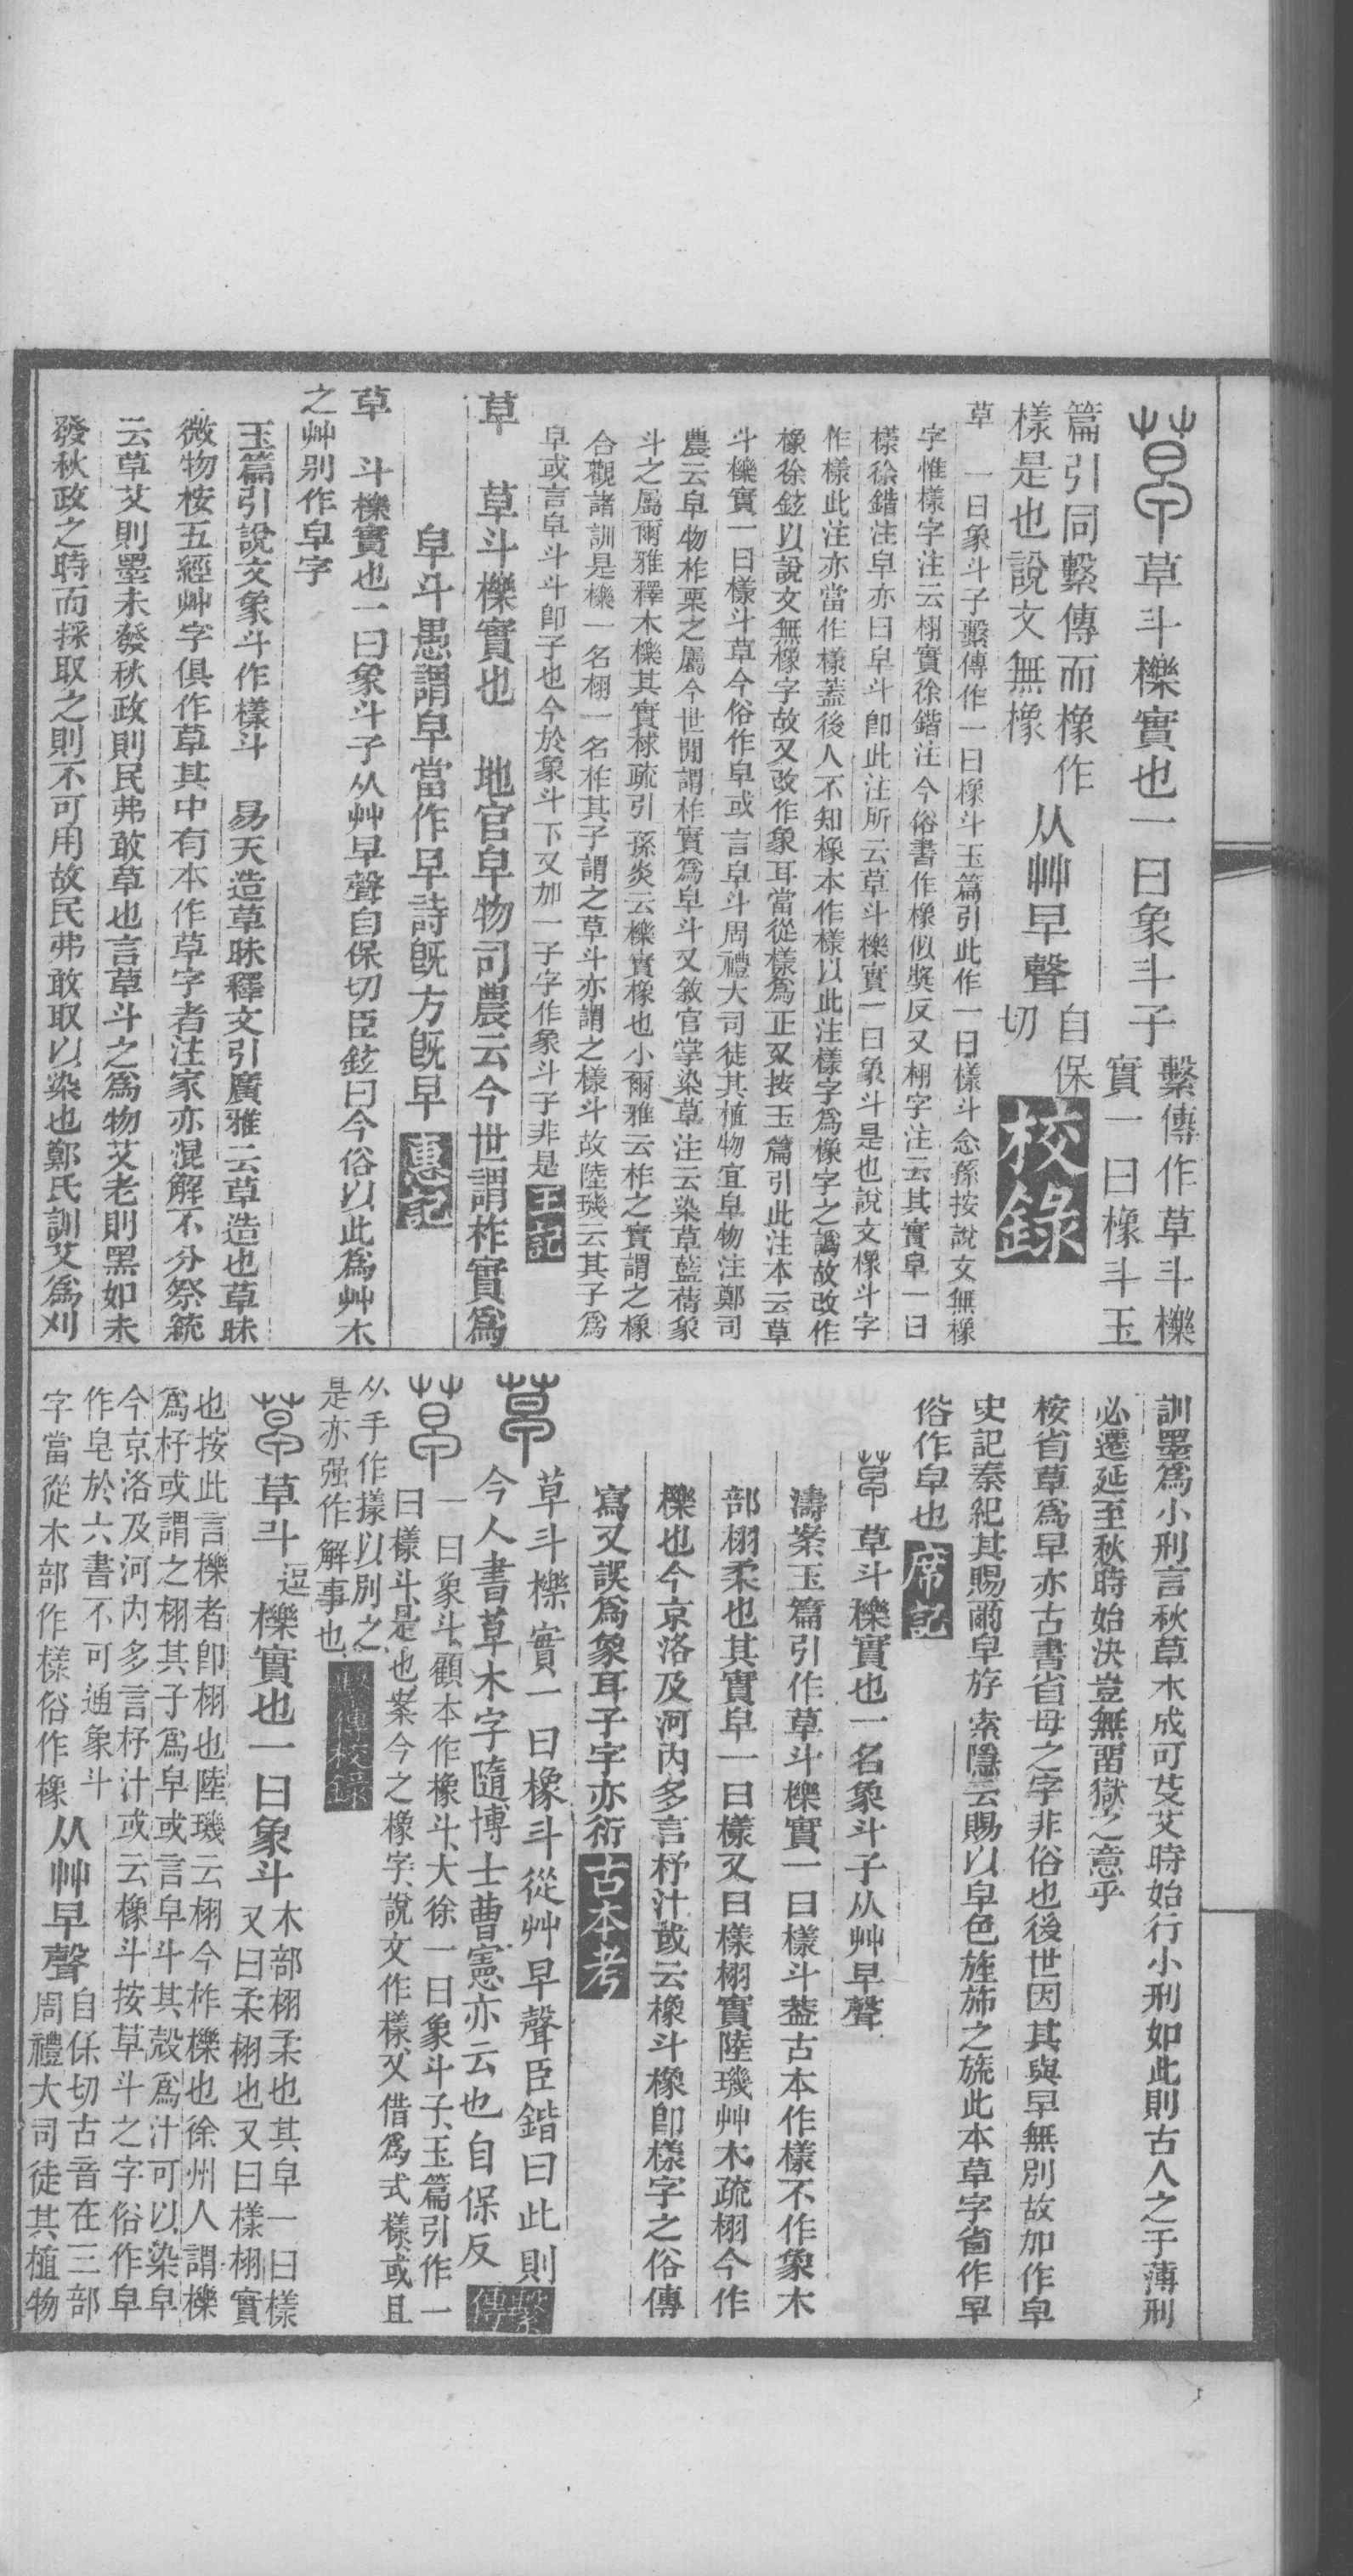 草斗櫟實也一曰象斗子繫傳作草斗櫟
實一曰橡斗玉
篇引同繫傳而橡作
樣是也說文無橡
从艸早聲自保
切
校錄
草 一曰象斗子繫傳作一曰橡斗玉篇引此作一曰樣斗念孫按說文無橡
字惟樣字注云栩實徐鍇注今俗書作橡似奬反又栩字注云其實皁一曰
樣徐鍇注皁亦曰皁斗卽此注所云草斗櫟實一曰象斗是也說文橡斗字
作樣此注亦當作樣蓋後人不知橡本作樣以此注樣字爲橡字之譌故改作
橡徐鉉以說文無橡字故又改作象耳當從樣爲正又按玉篇引此注本云草
斗櫟實一曰樣斗草今俗作皁或言皁斗周禮大司徒其植物宜皁物注鄭司
農云皁物柞栗之屬今世閒謂柞實爲皁斗又敘官掌染草注云染草藍蒨象
斗之屬爾雅釋木櫟其實梂疏引孫炎云櫟實橡也小爾雅云柞之實謂之橡
合觀諸訓是櫟一名栩一名柞其子謂之草斗亦謂之樣斗故陸璣云其子爲
皁或言皁斗斗卽子也今於象斗下又加一子字作象斗子非是王記
草 草斗櫟實也 地官皁物司農云今世謂柞實爲
皁斗愚謂皁當作早詩旣方旣早惠記
草 斗櫟實也一曰象斗子从艸早聲自保切臣鉉曰今俗以此爲艸木
之艸别作皁字
玉篇引說文象斗作樣斗 易天造草昧釋文引廣雅云草造也草昧
微物桉五經艸字俱作草其中有本作草字者注家亦混解不分祭統
云草艾則墨未發秋政則民弗敢草也言草斗之爲物艾老則黑如未
發秋政之時而採取之則不可用故民弗敢取以染也鄭氏訓艾爲刈
訓墨爲小刑言秋草木成可芟艾時始行小刑如此則古人之于薄刑
必遷延至秋時始決豈無畱獄之意乎
桉省草爲早亦古書省母之字非俗也後世因其與早無別故加作皁
史記秦紀其賜爾皁斿索隱云賜以皁色旌斾之旒此本草字省作早
俗作皁也席記
草斗櫟實也一名象斗子从艸早聲
濤案玉篇引作草斗櫟實一曰樣斗葢古本作樣不作象木
部栩柔也其實皁一曰樣又曰樣栩實陸璣艸木疏栩今作
櫟也今京洛及河內多言杼汁或云橡斗橡卽樣字之俗傳
寫又誤爲象耳子字亦衍古本考
草斗櫟實一曰橡斗從艸早聲臣鍇曰此則
今人書草木字隨博士曹憲亦云也自保反
繫傳
一曰象斗、顧本作橡斗、大徐一曰象斗子、玉篇引作一
曰樣斗、是也、案今之橡字、說文作樣、又借爲式樣、或且
从手作㨾以別之、
是亦强作解事也、
繫傳校錄
草斗逗櫟實也一曰象斗木部栩柔也其皁一曰樣
又曰柔栩也又曰樣栩實
也按此言櫟者卽栩也陸璣云栩今柞櫟也徐州人謂櫟
爲杼或謂之栩其子爲皁或言皁斗其殼爲汁可以染皁
今京洛及河內多言杼汁或云橡斗按草斗之字俗作皁
作皂於六書不可通象斗
字當從木部作樣俗作橡
从艸早聲自保切古音在三部
周禮大司徒其植物